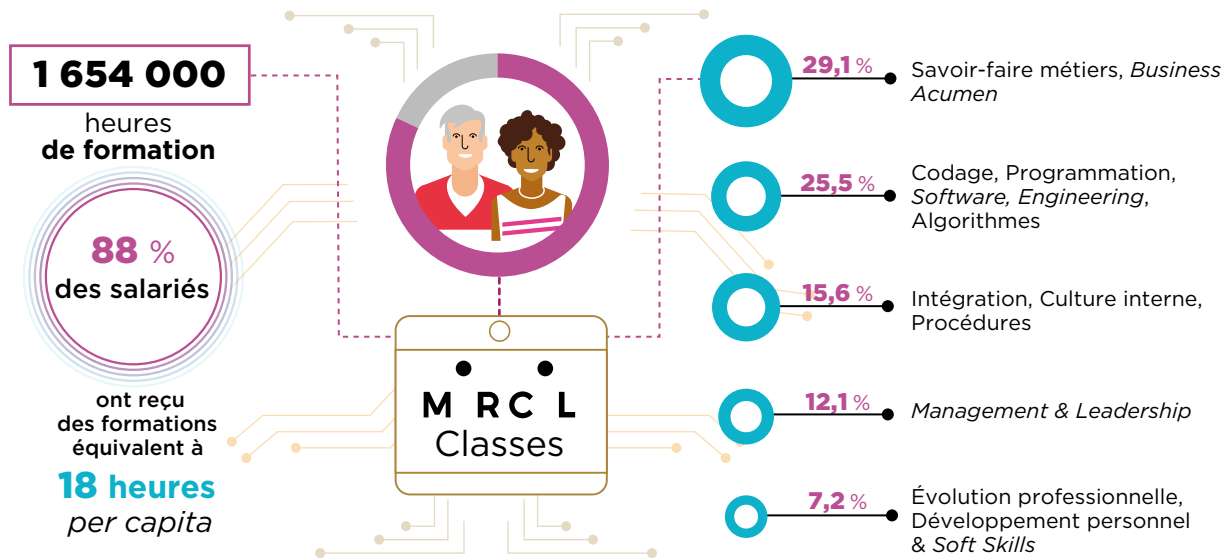 1 654 000
heures
de formation
88 %
des salariés
ont reçu
des formations
équivalent à
18 heures
per capita
M RC L
Classes
29,1 %
Savoir-faire métiers, Business
Acumen
25,5 %
Codage, Programmation,
Software, Engineering,
Algorithmes
15,6 %
Intégration, Culture interne,
Procédures
12,1 %
Management & Leadership
7,2 %
Évolution professionnelle,
Développement personnel
& Soft Skills